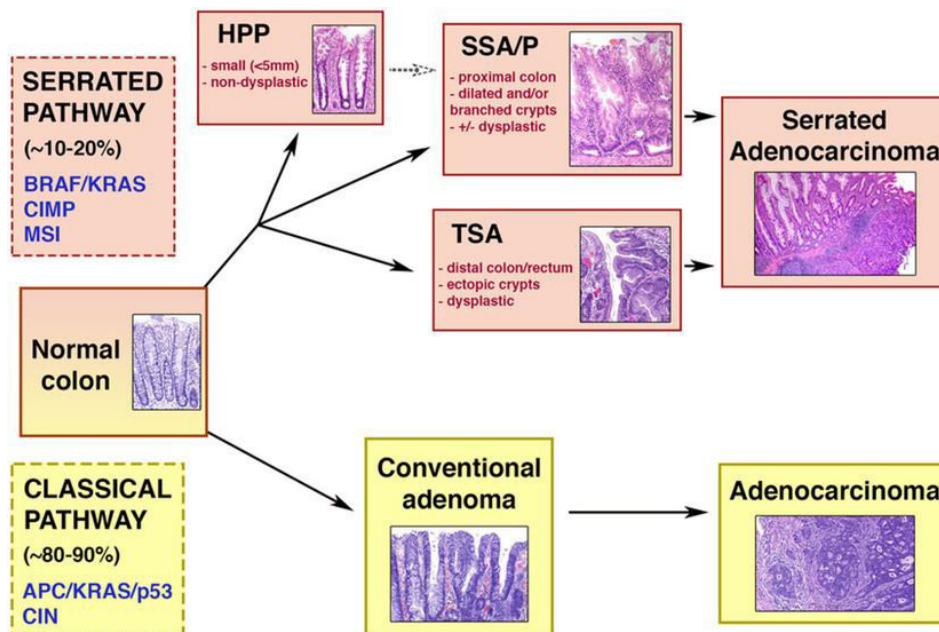 SERRATED
PATHWAY
(~10-20%)
BRAF/KRAS
CIMP
MSI
HPP
- small (<5mm)
- non-dysplastic
SSA/P
- proximal colon
- dilated and/or
branched crypts
- +/- dysplastic
TSA
- distal colon/rectum
- ectopic crypts
- dysplastic
Serrated
Adenocarcinoma
Normal
colon
CLASSICAL
PATHWAY
(~80-90%)
APC/KRAS/p53
CIN
Conventional
adenoma
Adenocarcinoma